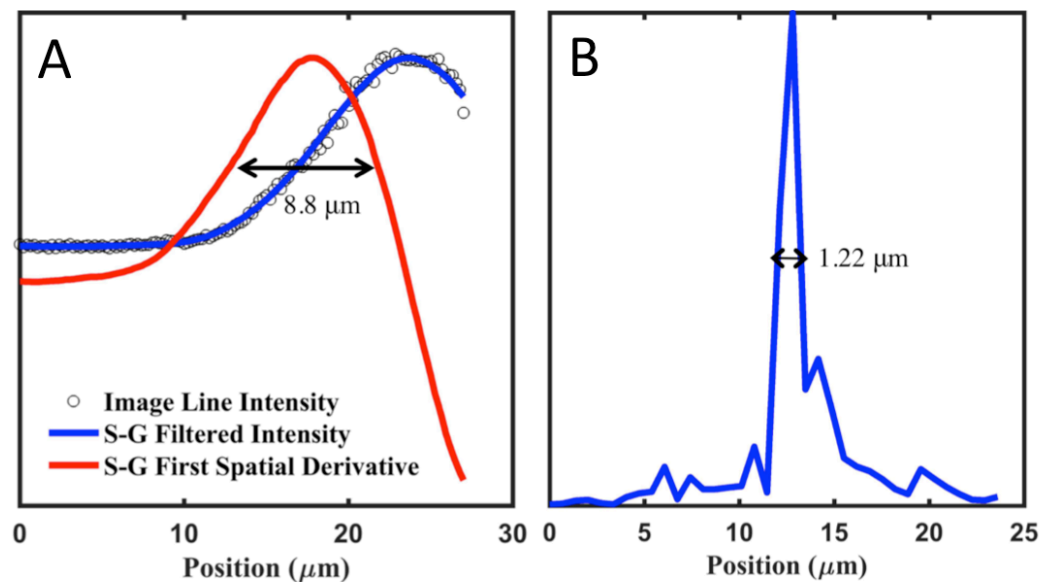 A
8.8 μm
Image Line Intensity
S-G Filtered Intensity
S-G First Spatial Derivative
0 10 20 30
Position (μm)
B
1.22 μm
0 5 10 15 20 25
Position (μm)